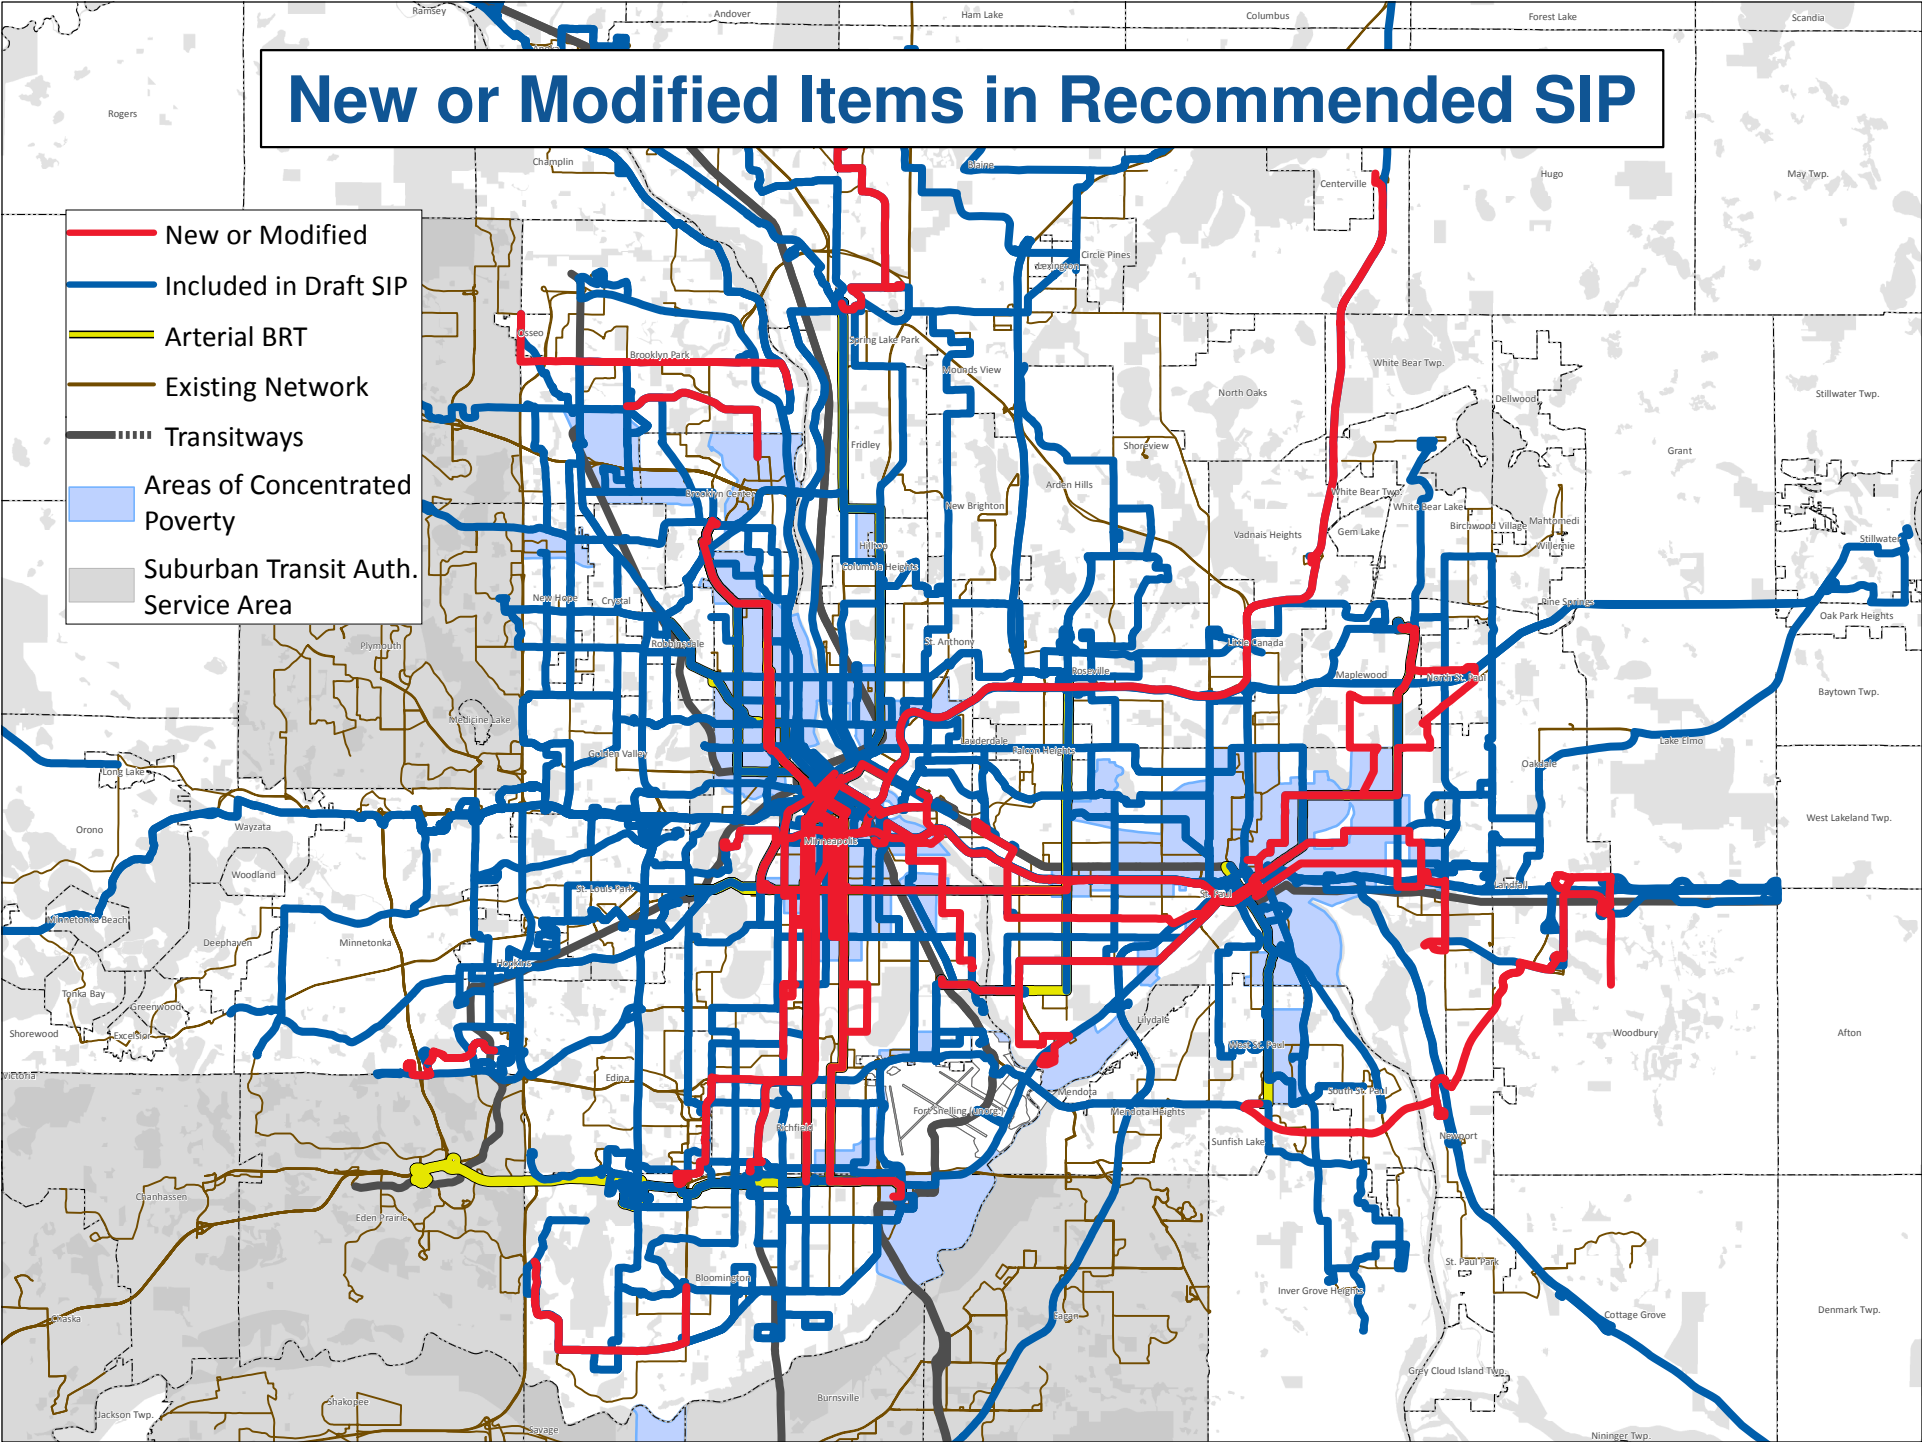 Ramsey
Andover
Ham Lake
Columbus
Forest Lake
Scandia
New or Modified Items in Recommended SIP
Rogers
Champlin
Blaine
Centerville
Hugo
May Twp.
New or Modified
Included in Draft SIP
Arterial BRT
Existing Network
Transitways
Areas of Concentrated
Poverty
Suburban Transit Auth.
Service Area
Circle Pines
Lexington
Osseo
Brooklyn Park
Spring Lake Park
Mounds View
White Bear Twp.
North Oaks
Dellwood
Stillwater Twp.
Fridley
Shoreview
Grant
Arden Hills
Brooklyn Center
New Brighton
White Bear Twp.
White Bear Lake
Birchwood Village
Mahtomedi
Vadnais Heights
Gem Lake
Willernie
Stillwater
Hilltop
Columbia Heights
New Hope
Crystal
Pine Springs
Oak Park Heights
Plymouth
Robbinsdale
St. Anthony
Little Canada
Roseville
Maplewood
North St. Paul
Baytown Twp.
Medicine Lake
Golden Valley
Lauderdale
Falcon Heights
Lake Elmo
Long Lake
Oakdale
Orono
Wayzata
Minneapolis
West Lakeland Twp.
Woodland
St. Louis Park
St. Paul
Landfall
Minnetonka Beach
Deephaven
Minnetonka
Hopkins
Tonka Bay
Greenwood
Shorewood
Excelsior
Lilydale
West St. Paul
Woodbury
Afton
Victoria
Edina
Mendota
South St. Paul
Fort Snelling (unorg.)
Mendota Heights
Richfield
Sunfish Lake
Newport
Chanhassen
Eden Prairie
Bloomington
St. Paul Park
Inver Grove Heights
Chaska
Eagan
Cottage Grove
Denmark Twp.
Grey Cloud Island Twp.
Shakopee
Burnsville
Jackson Twp.
Savage
Nininger Twp.